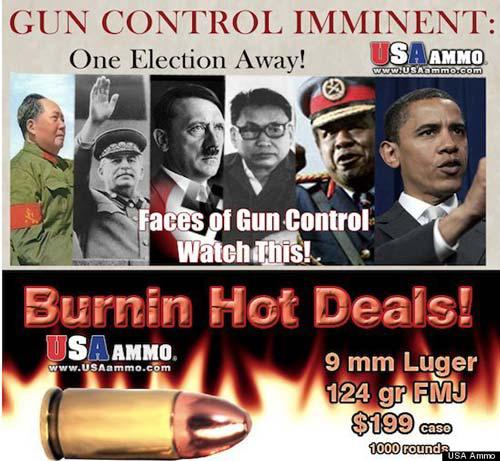 GUN CONTROL IMMINENT:
One Election Away!
USA AMMO
www.USAammo.com
Faces of Gun Control
Watch This!
Burnin Hot Deals!
USA AMMO
www.USAammo.com
9 mm Luger
124 gr FMJ
$199 case
1000 rounds
USA Ammo